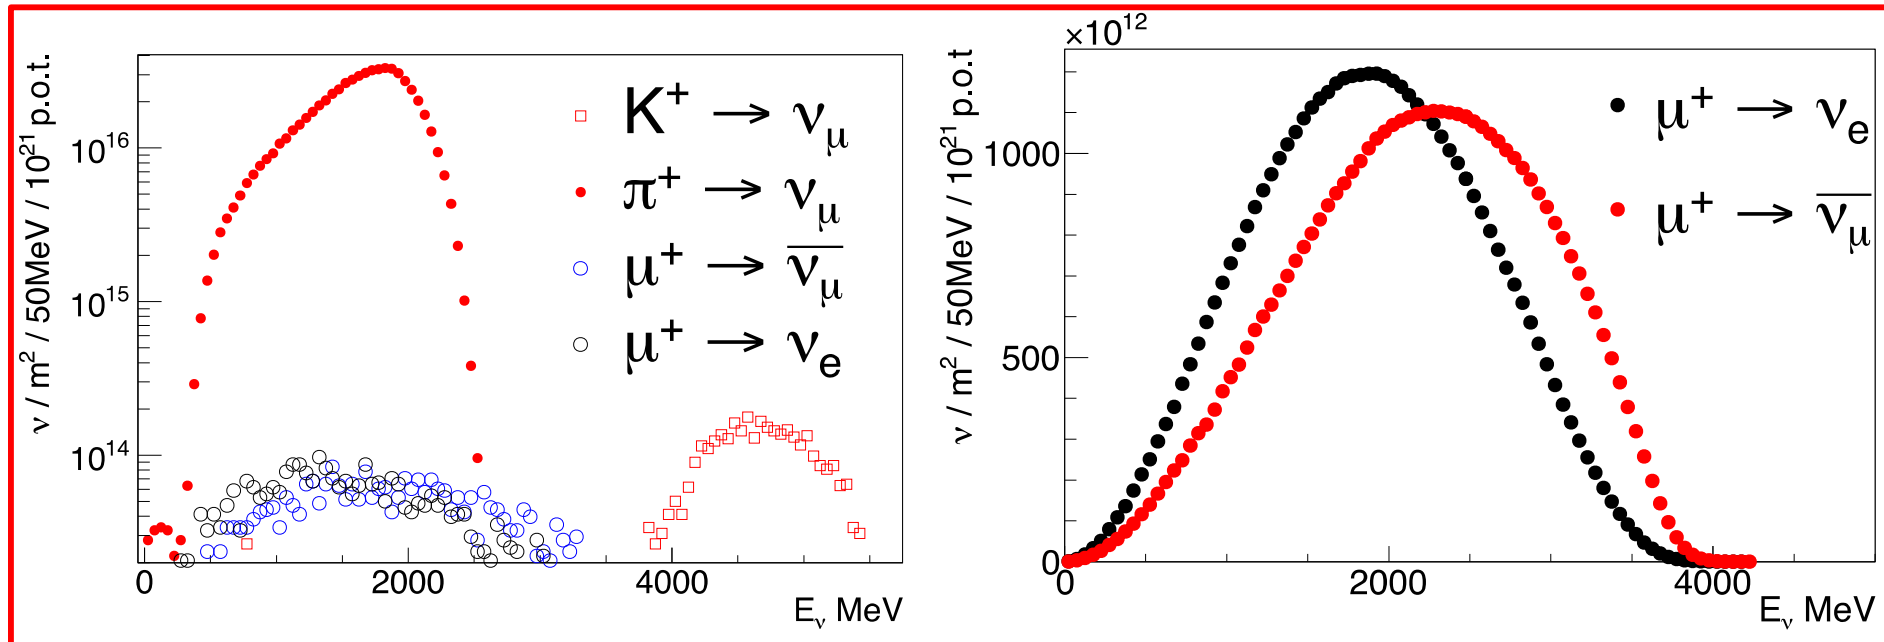 ν / m² / 50MeV / 10²¹ p.o.t.
10¹⁶
10¹⁵
10¹⁴
K⁺ → ν_μ
π⁺ → ν_μ
μ⁺ → ν̅_μ
μ⁺ → ν_e
0 2000 4000
E_ν MeV
×10¹²
ν / m² / 50MeV / 10²¹ p.o.t
1000
500
0
μ⁺ → ν_e
μ⁺ → ν̅_μ
0 2000 4000
E_ν MeV